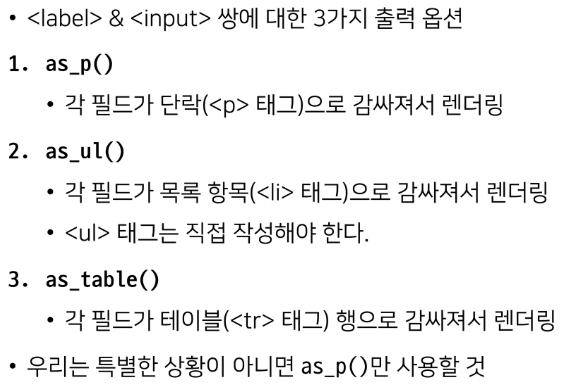 • <label> & <input> 쌍에 대한 3가지 출력 옵션
1. as_p()
• 각 필드가 단락(<p> 태그)으로 감싸져서 렌더링
2. as_ul()
• 각 필드가 목록 항목(<li> 태그)으로 감싸져서 렌더링
• <ul> 태그는 직접 작성해야 한다.
3. as_table()
• 각 필드가 테이블(<tr> 태그) 행으로 감싸져서 렌더링
• 우리는 특별한 상황이 아니면 as_p()만 사용할 것